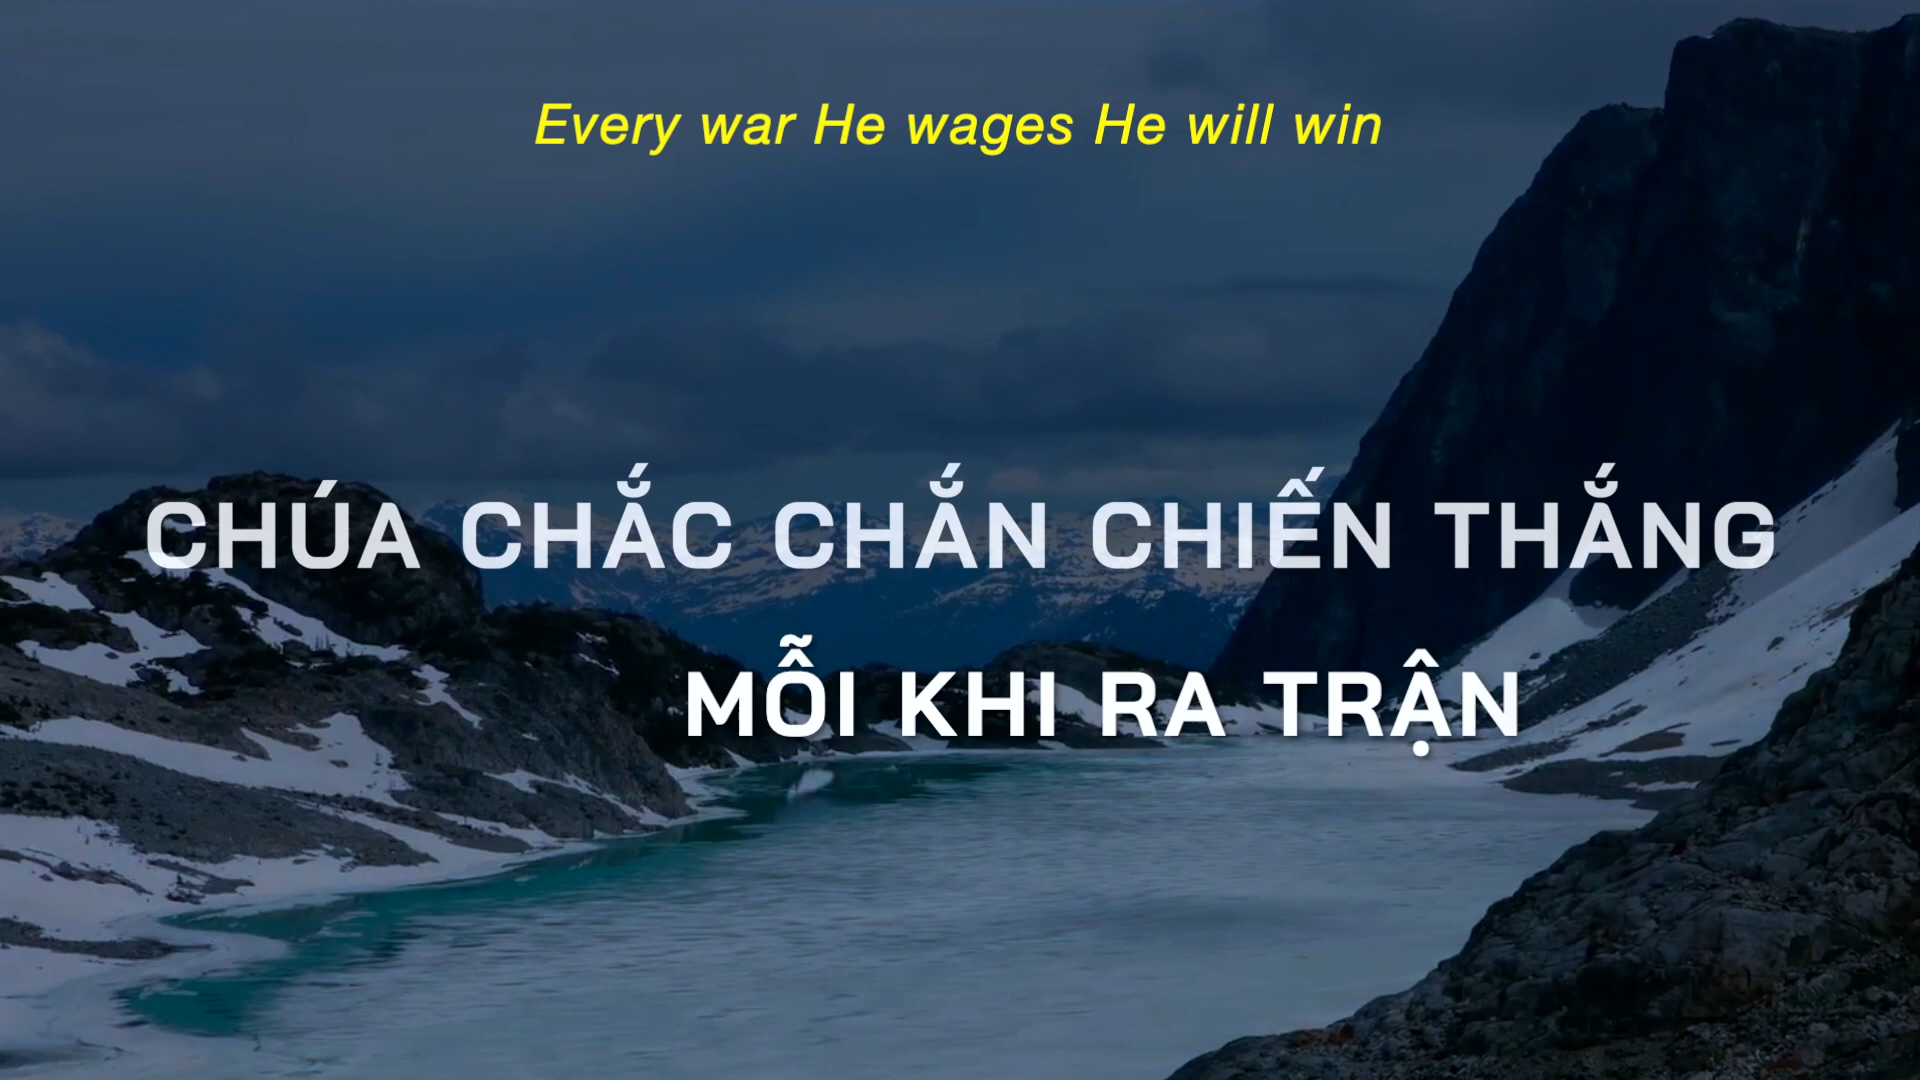 Every war He wages He will win
CHÚA CHẮC CHẮN CHIẾN THẮNG
MỖI KHI RA TRẬN